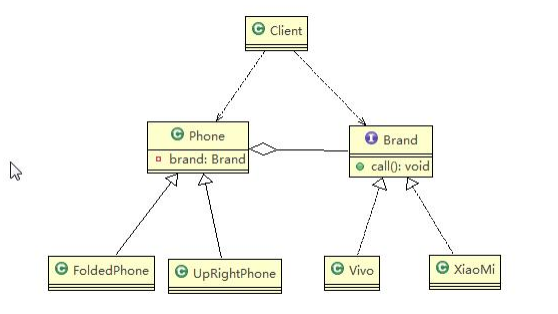 C Client
C Phone
brand: Brand
I Brand
call(): void
C FoldedPhone
C UpRightPhone
C Vivo
C XiaoMi